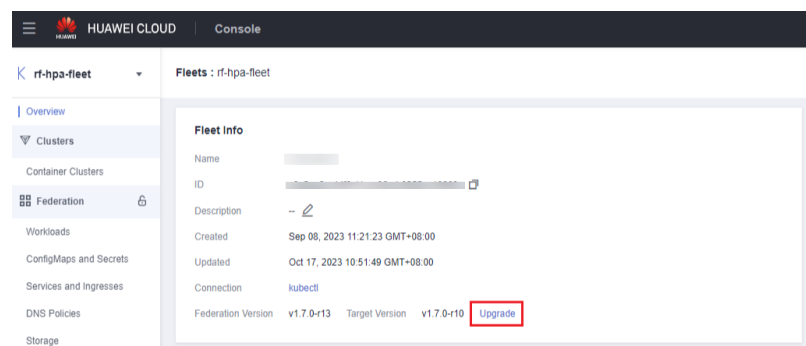 HUAWEI HUAWEI CLOUD Console
rf-hpa-fleet
Fleets : rf-hpa-fleet
Overview
Clusters
Container Clusters
Federation
Workloads
ConfigMaps and Secrets
Services and Ingresses
DNS Policies
Storage
Fleet Info
Name
ID
Description --
Created Sep 08, 2023 11:21:23 GMT+08:00
Updated Oct 17, 2023 10:51:49 GMT+08:00
Connection kubectl
Federation Version v1.7.0-r13 Target Version v1.7.0-r10 Upgrade